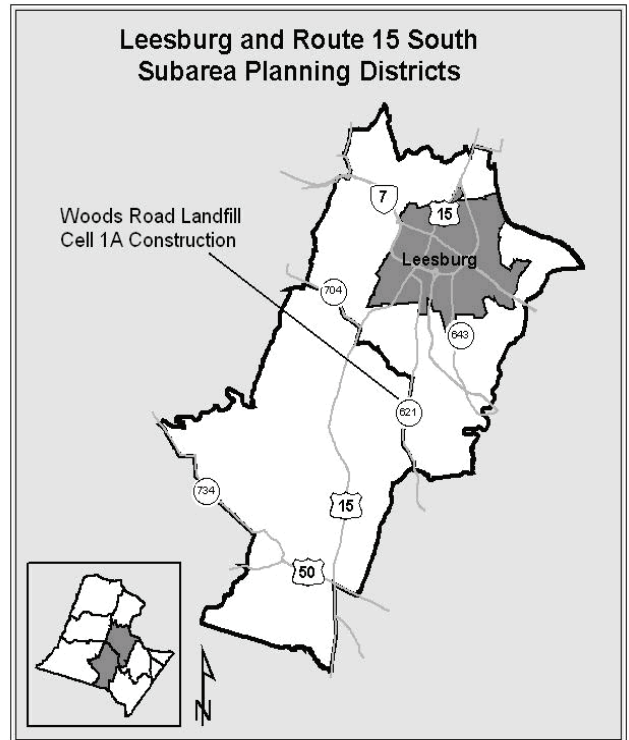 Leesburg and Route 15 South
Subarea Planning Districts
7
15
Woods Road Landfill
Cell 1A Construction
Leesburg
704
643
621
734
15
50
N